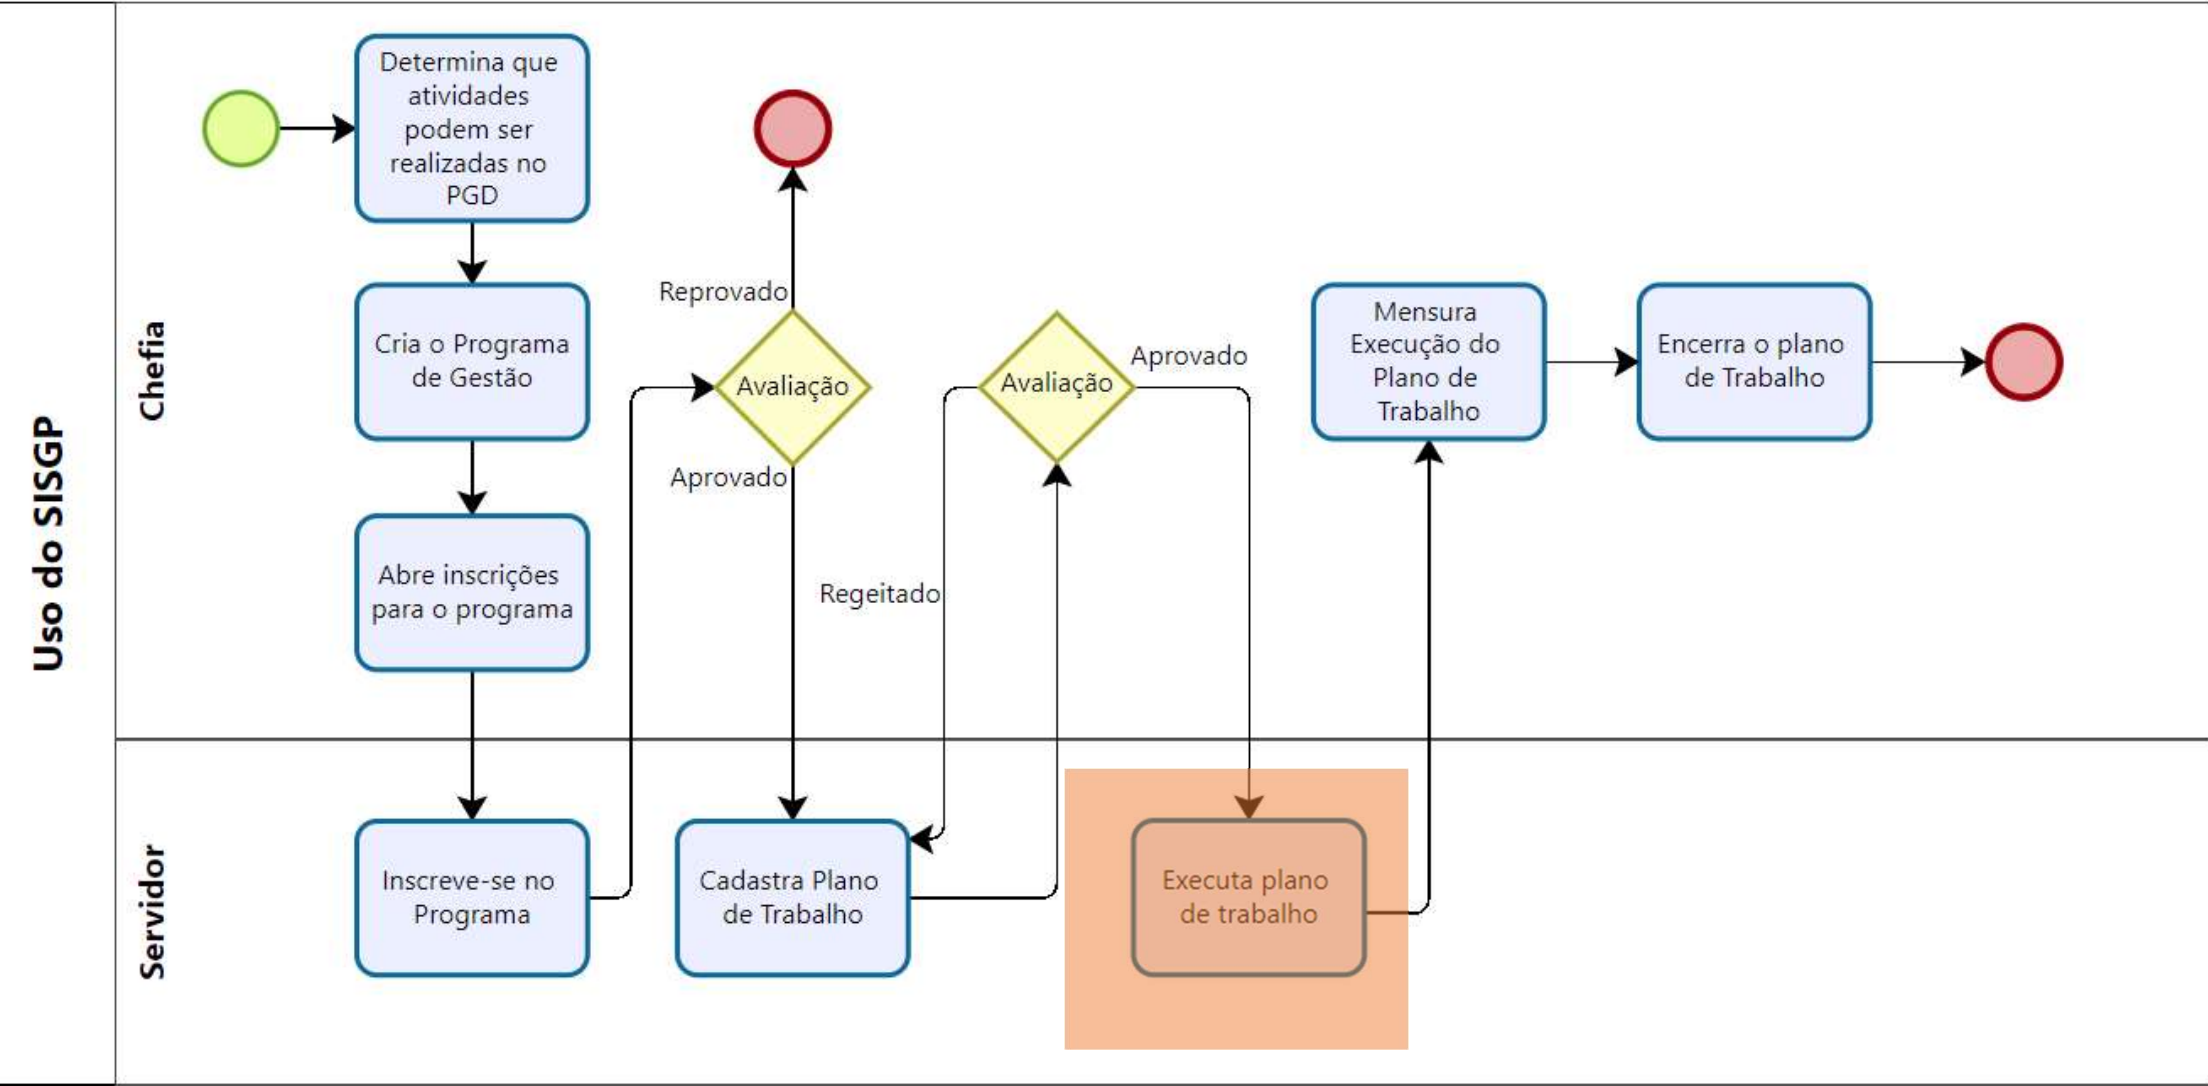 Uso do SISGP
Chefia
Determina que
atividades
podem ser
realizadas no
PGD
Cria o Programa
de Gestão
Abre inscrições
para o programa
Reprovado
Avaliação
Aprovado
Regeitado
Avaliação
Aprovado
Mensura
Execução do
Plano de
Trabalho
Encerra o plano
de Trabalho
Servidor
Inscreve-se no
Programa
Cadastra Plano
de Trabalho
Executa plano
de trabalho